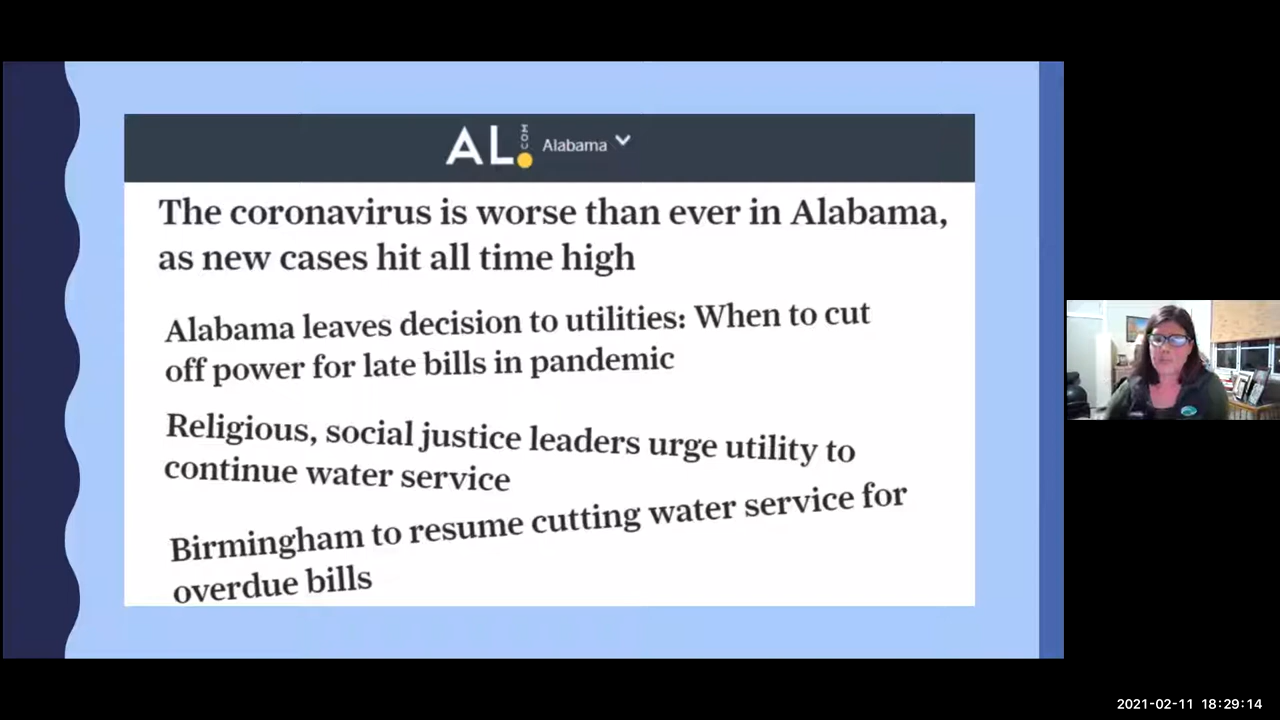 AL.COM Alabama
The coronavirus is worse than ever in Alabama,
as new cases hit all time high
Alabama leaves decision to utilities: When to cut
off power for late bills in pandemic
Religious, social justice leaders urge utility to
continue water service
Birmingham to resume cutting water service for
overdue bills
2021-02-11 18:29:14